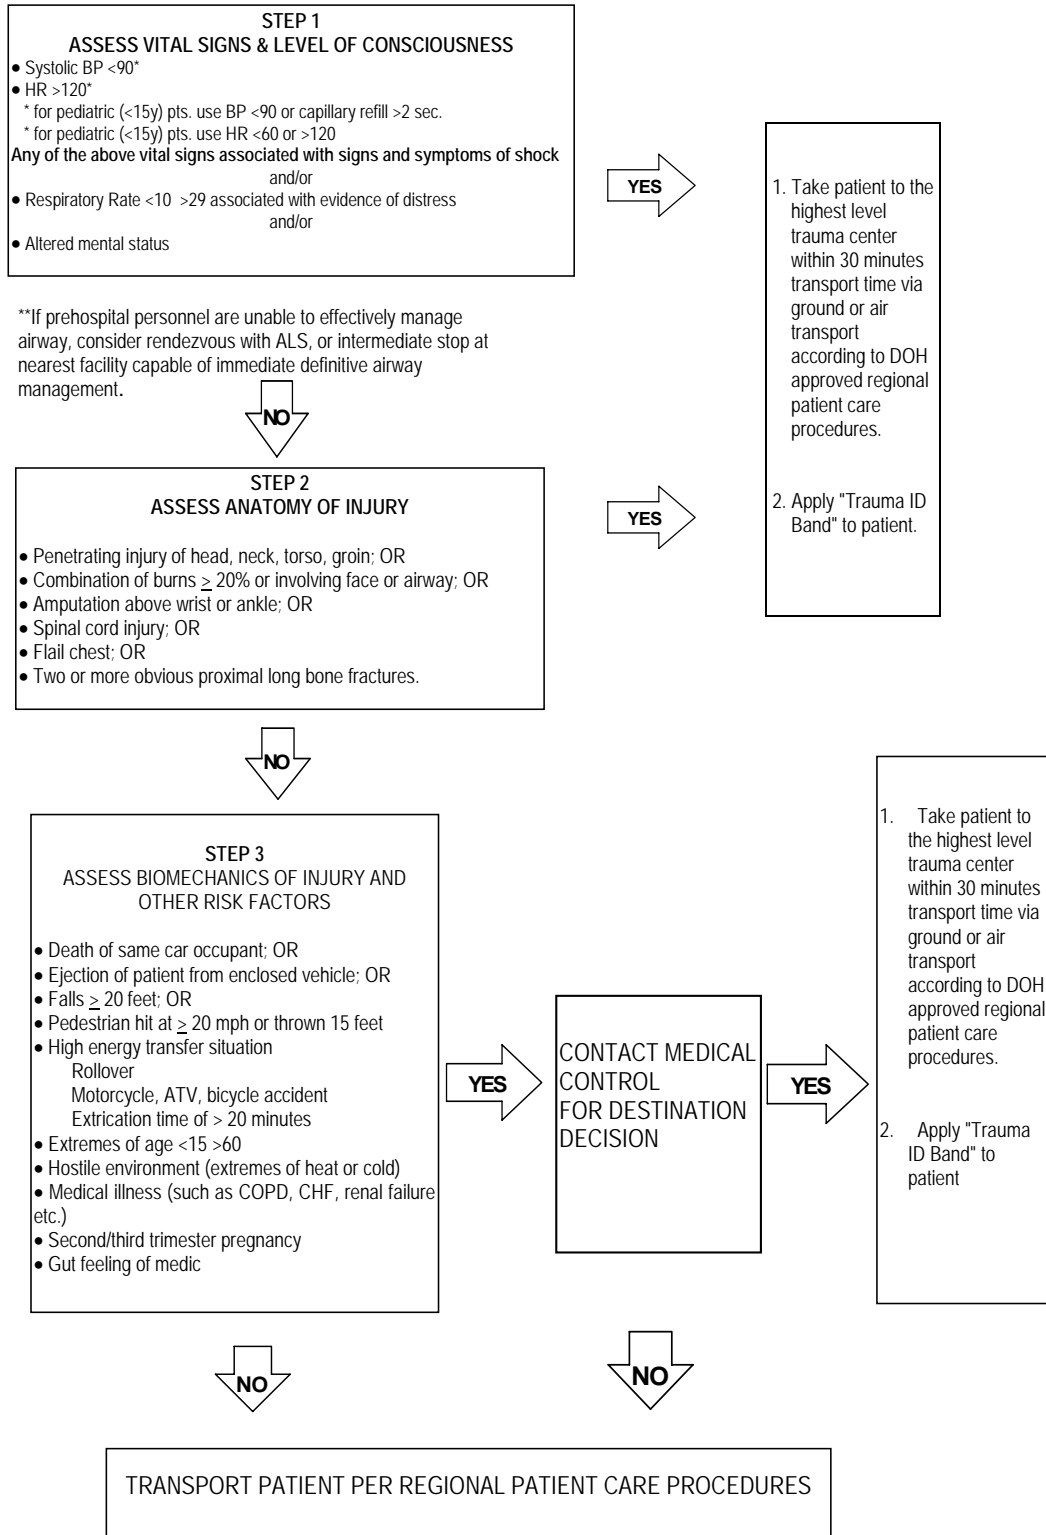 STEP 1
ASSESS VITAL SIGNS & LEVEL OF CONSCIOUSNESS
● Systolic BP <90*
● HR >120*
* for pediatric (<15y) pts. use BP <90 or capillary refill >2 sec.
* for pediatric (<15y) pts. use HR <60 or >120
Any of the above vital signs associated with signs and symptoms of shock
and/or
● Respiratory Rate <10 >29 associated with evidence of distress
and/or
● Altered mental status
YES
1. Take patient to the
highest level
trauma center
within 30 minutes
transport time via
ground or air
transport
according to DOH
approved regional
patient care
procedures.
2. Apply "Trauma ID
Band" to patient.
**If prehospital personnel are unable to effectively manage
airway, consider rendezvous with ALS, or intermediate stop at
nearest facility capable of immediate definitive airway
management.
NO
STEP 2
ASSESS ANATOMY OF INJURY
● Penetrating injury of head, neck, torso, groin; OR
● Combination of burns ≥ 20% or involving face or airway; OR
● Amputation above wrist or ankle; OR
● Spinal cord injury; OR
● Flail chest; OR
● Two or more obvious proximal long bone fractures.
YES
NO
STEP 3
ASSESS BIOMECHANICS OF INJURY AND
OTHER RISK FACTORS
● Death of same car occupant; OR
● Ejection of patient from enclosed vehicle; OR
● Falls ≥ 20 feet; OR
● Pedestrian hit at ≥ 20 mph or thrown 15 feet
● High energy transfer situation
Rollover
Motorcycle, ATV, bicycle accident
Extrication time of > 20 minutes
● Extremes of age <15 >60
● Hostile environment (extremes of heat or cold)
● Medical illness (such as COPD, CHF, renal failure
etc.)
● Second/third trimester pregnancy
● Gut feeling of medic
YES
CONTACT MEDICAL
CONTROL
FOR DESTINATION
DECISION
YES
1. Take patient to
the highest level
trauma center
within 30 minutes
transport time via
ground or air
transport
according to DOH
approved regional
patient care
procedures.
2. Apply "Trauma
ID Band" to
patient
NO
NO
TRANSPORT PATIENT PER REGIONAL PATIENT CARE PROCEDURES